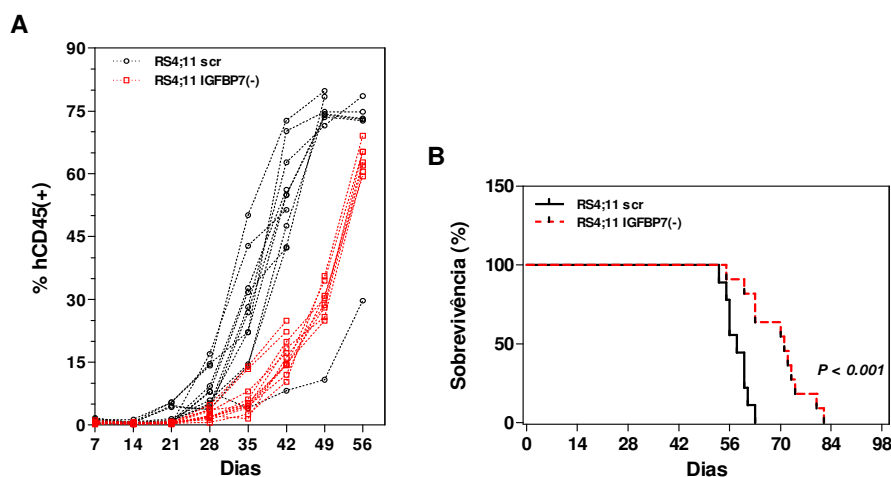 A
90
75
60
45
30
15
0
% hCD45(+)
RS4;11 scr
RS4;11 IGFBP7(-)
7 14 21 28 35 42 49 56
Dias
B
150
100
50
0
Sobrevivência (%)
RS4;11 scr
RS4;11 IGFBP7(-)
P < 0.001
0 14 28 42 56 70 84 98
Dias